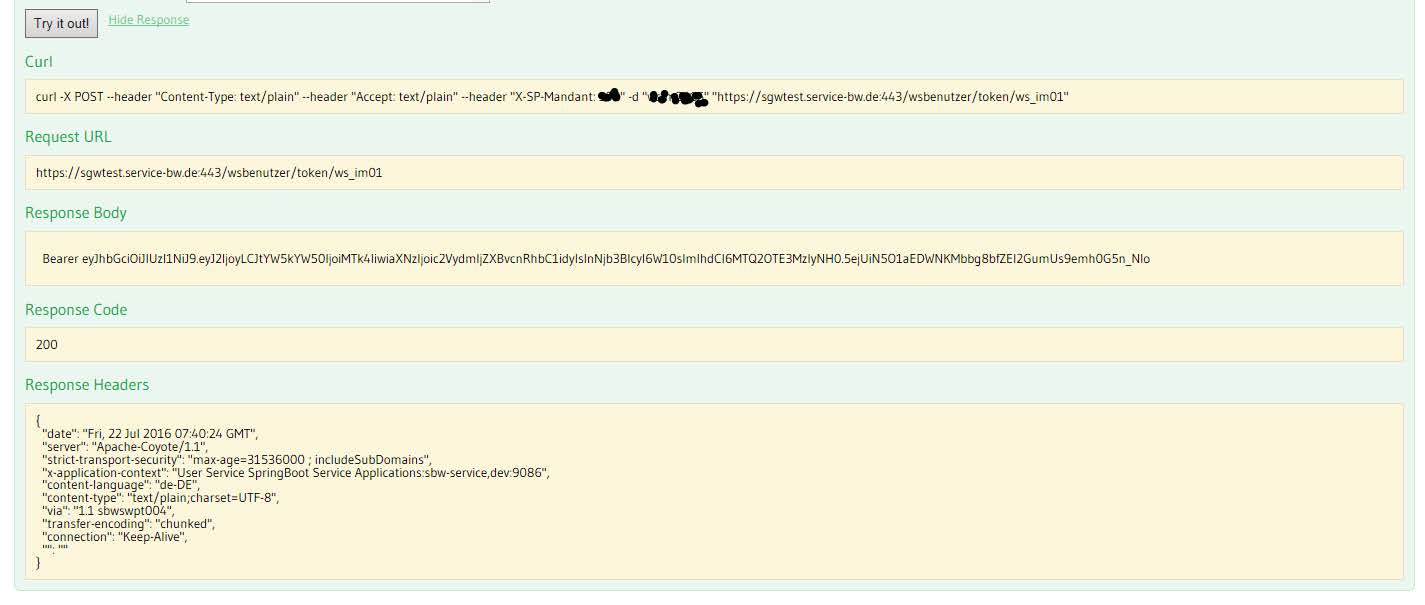 Try it out!
Hide Response
Curl
curl -X POST --header "Content-Type: text/plain" --header "Accept: text/plain" --header "X-SP-Mandant: " -d " "https://sgwtest.service-bw.de:443/wsbenutzer/token/ws_im01"
Request URL
https://sgwtest.service-bw.de:443/wsbenutzer/token/ws_im01
Response Body
Bearer eyJhbGciOiJIUzI1NiJ9.eyJ2IjoyLCJtYW5kYW50IjoiMTk4IiwiaXNzIjoic2VydmljZXBvcnRhbC1idyIsInNjb3BlcyI6W10sImlhdCI6MTQ2OTE3MzIyNH0.5ejUiN5O1aEDWNKMbbg8bfZEI2GumUs9emh0G5n_NIo
Response Code
200
Response Headers
{
"date": "Fri, 22 Jul 2016 07:40:24 GMT",
"server": "Apache-Coyote/1.1",
"strict-transport-security": "max-age=31536000 ; includeSubDomains",
"x-application-context": "User Service SpringBoot Service Applications:sbw-service,dev:9086",
"content-language": "de-DE",
"content-type": "text/plain;charset=UTF-8",
"via": "1.1 sbwswpt004",
"transfer-encoding": "chunked",
"connection": "Keep-Alive",
"": ""
}